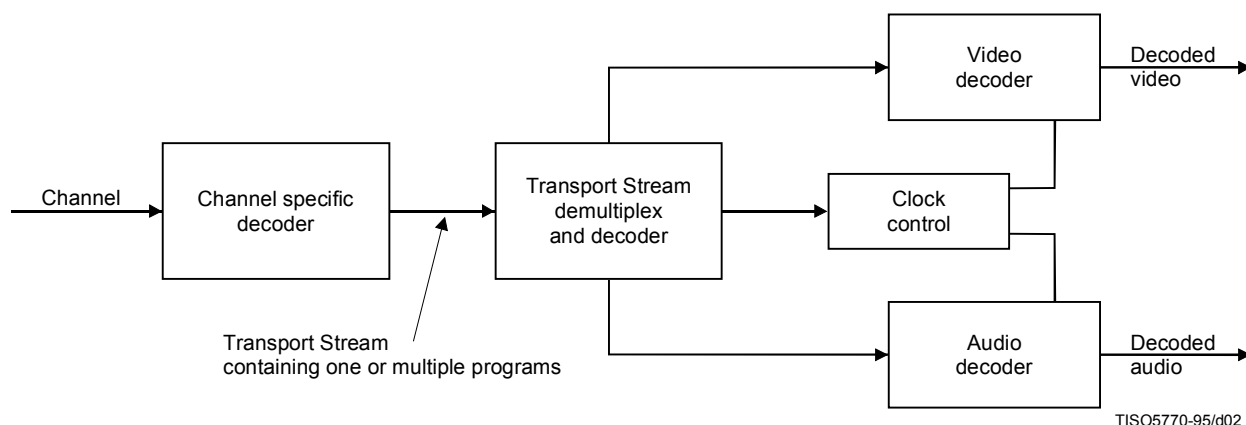 Channel
Channel specific
decoder
Transport Stream
containing one or multiple programs
Transport Stream
demultiplex
and decoder
Video
decoder
Decoded
video
Clock
control
Audio
decoder
Decoded
audio
TISO5770-95/d02